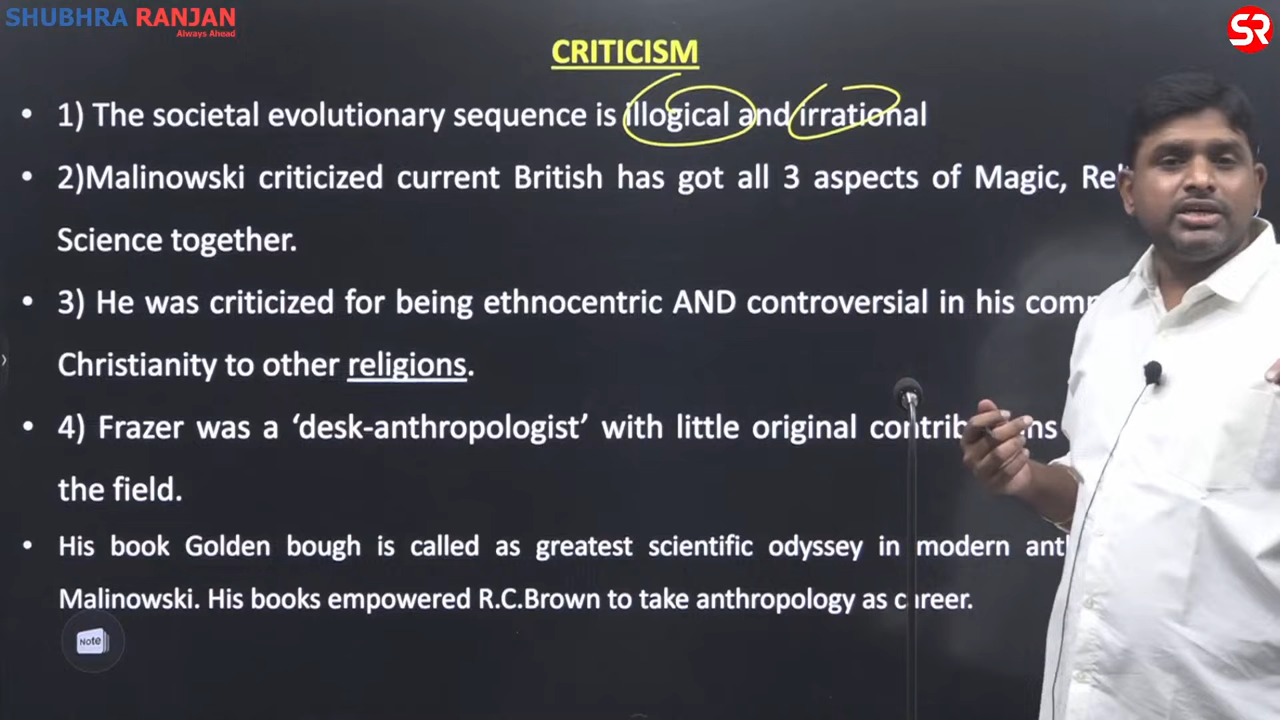 SHUBHRA RANJAN
Always Ahead
SR
CRITICISM
• 1) The societal evolutionary sequence is illogical and irrational
• 2)Malinowski criticized current British has got all 3 aspects of Magic,
Science together.
• 3) He was criticized for being ethnocentric AND controversial in his
Christianity to other religions.
• 4) Frazer was a ‘desk-anthropologist’ with little original
the field.
• His book Golden bough is called as greatest scientific odyssey in modern
Malinowski. His books empowered R.C.Brown to take anthropology as career.
Note